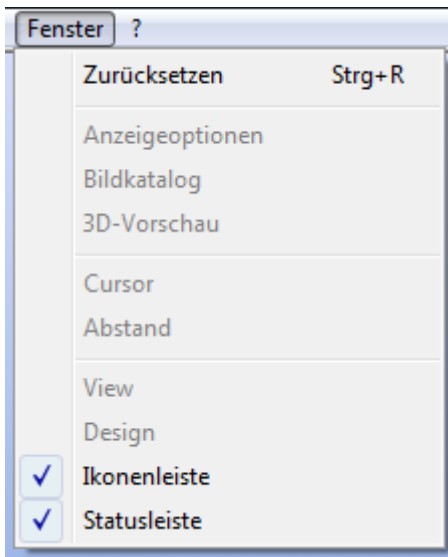 Fenster ?
Zurücksetzen Strg+R
Anzeigeoptionen
Bildkatalog
3D-Vorschau
Cursor
Abstand
View
Design
Ikonenleiste
Statusleiste